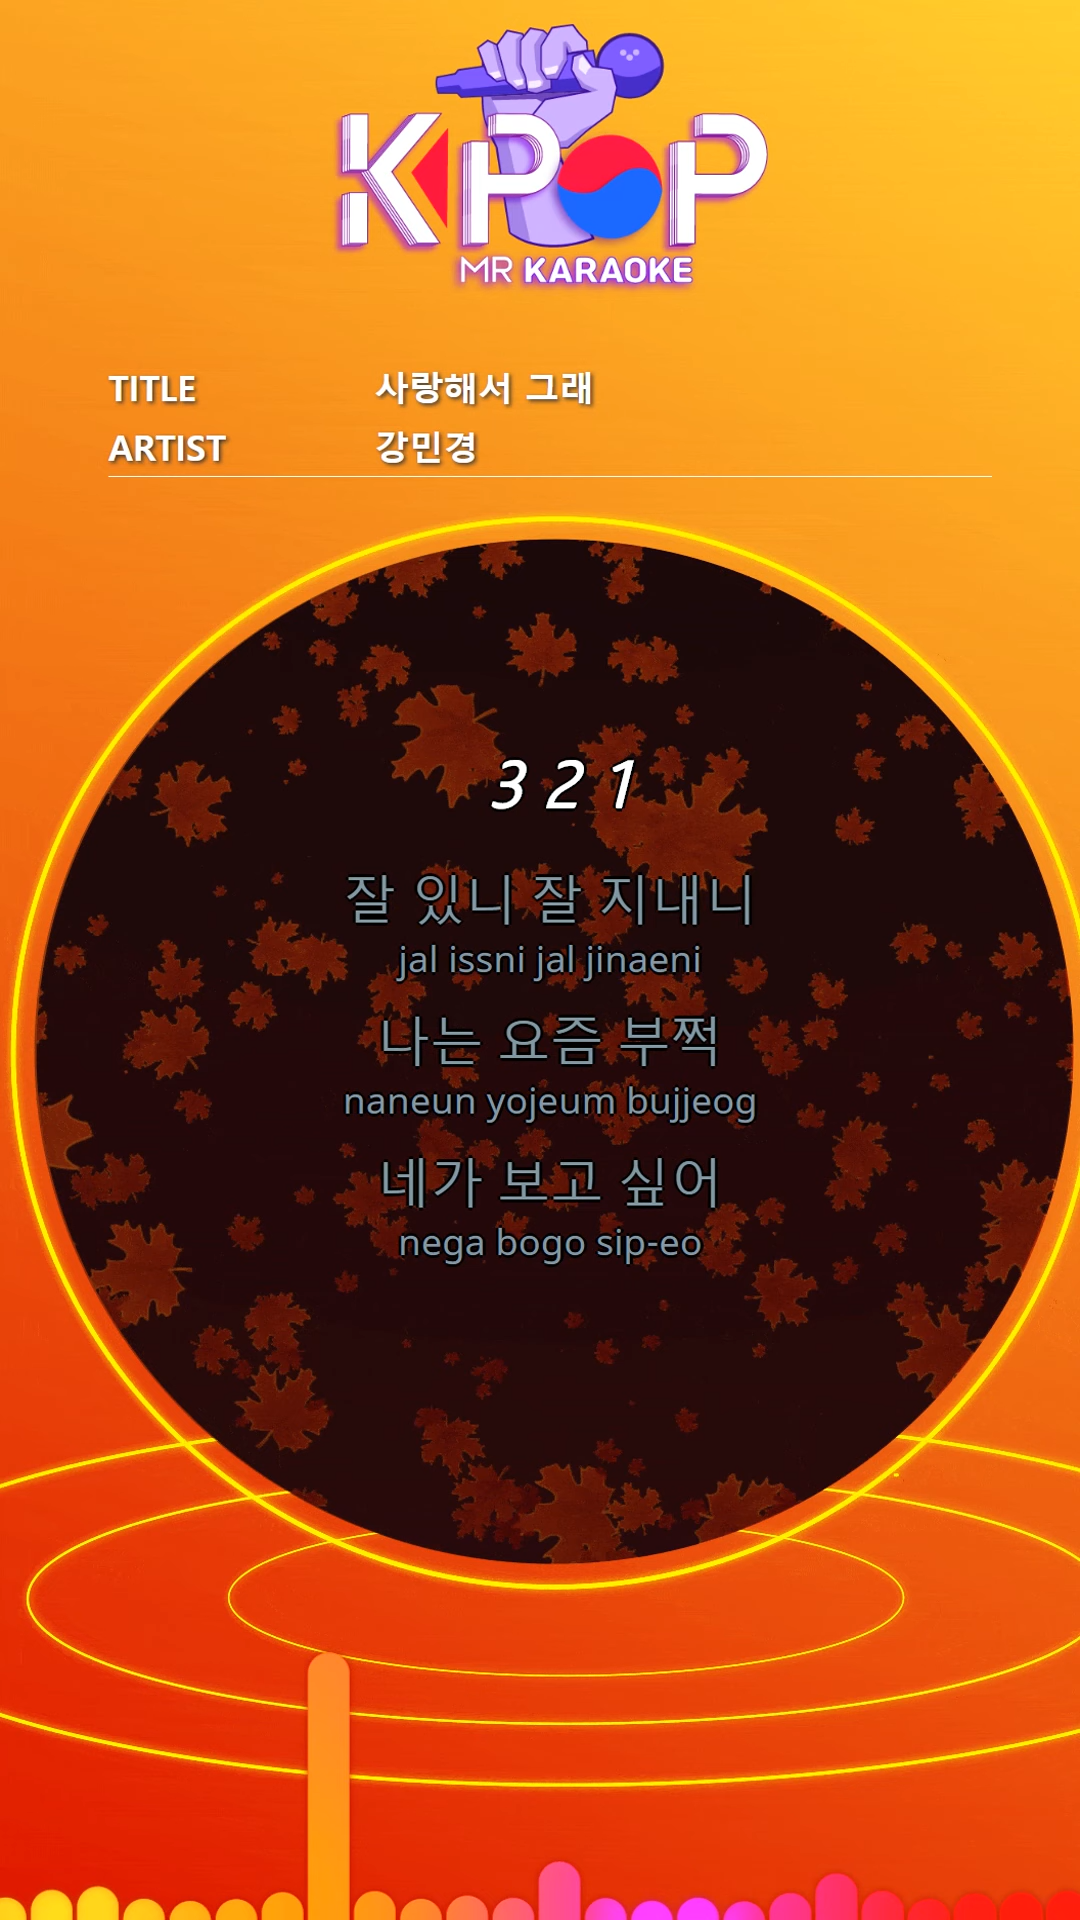 KPOP
MR KARAOKE
TITLE 사랑해서 그래
ARTIST 강민경
3 2 1
잘 있니 잘 지내니
jal issni jal jinaeni
나는 요즘 부쩍
naneun yojeum bujjeog
네가 보고 싶어
nega bogo sip-eo